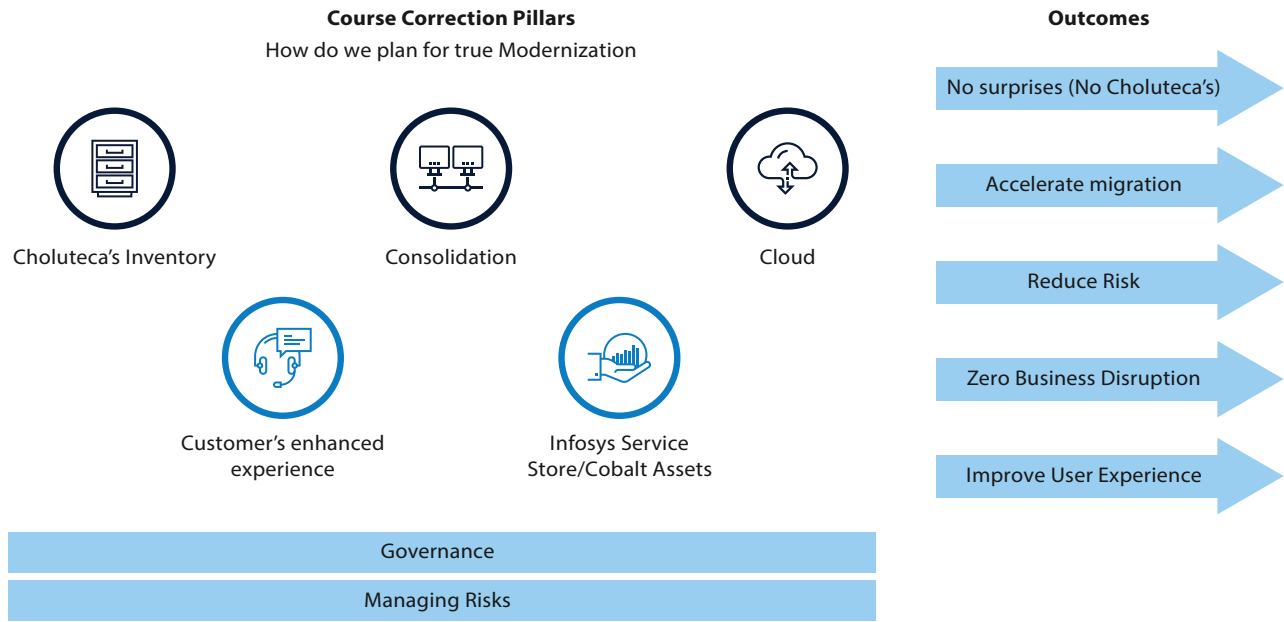 Course Correction Pillars
How do we plan for true Modernization
Choluteca’s Inventory
Consolidation
Cloud
Customer’s enhanced
experience
Infosys Service
Store/Cobalt Assets
Governance
Managing Risks
Outcomes
No surprises (No Choluteca’s)
Accelerate migration
Reduce Risk
Zero Business Disruption
Improve User Experience